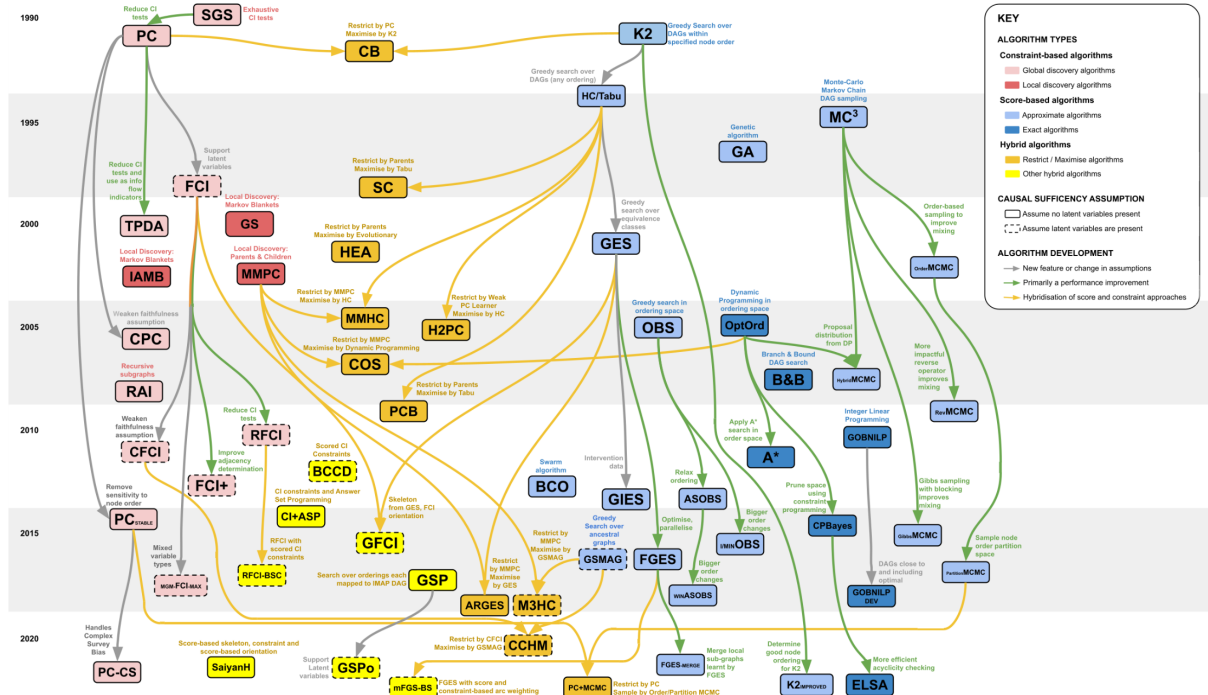 1990
Reduce CI
tests
SGS
Exhaustive
CI tests
PC
Restrict by PC
Maximise by K2
CB
K2
Greedy Search over
DAGs within
specified node order
Greedy search over
DAGs (any ordering)
HC/Tabu
Monte-Carlo
Markov Chain
DAG sampling
MC3
1995
Genetic
algorithm
GA
Reduce CI
tests and
use as info
flow
indicators
Support
latent
variables
FCI
Restrict by Parents
Maximise by Tabu
SC
2000
TPDA
Local Discovery:
Markov Blankets
GS
Restrict by Parents
Maximise by Evolutionary
HEA
Greedy
search over
equivalence
classes
GES
Order-based
sampling to
improve
mixing
OrderMCMC
Local Discovery:
Markov Blankets
IAMB
Local Discovery:
Parents & Children
MMPC
Restrict by MMPC
Maximise by HC
MMHC
Restrict by Weak
PC Learner
Maximise by HC
H2PC
Greedy search in
ordering space
OBS
Dynamic
Programming in
ordering space
OptOrd
2005
Weaken faithfulness
assumption
CPC
Restrict by MMPC
Maximise by Dynamic Programming
COS
Proposal
distribution
from DP
HybridMCMC
Branch & Bound
DAG search
B&B
More
impactful
reverse
operator
improves
mixing
RevMCMC
Recursive
subgraphs
RAI
Restrict by Parents
Maximise by Tabu
PCB
2010
Weaken
faithfulness
assumption
CFCI
Reduce CI
tests
RFCI
Improve
adjacency
determination
FCI+
Scored CI
Constraints
BCCD
Swarm
algorithm
BCO
Intervention
data
GIES
Relax
ordering
ASOBS
Apply A*
search in
order space
A*
Integer Linear
Programming
GOBNILP
Remove
sensitivity to
node order
PCSTABLE
CI constraints and Answer
Set Programming
CI+ASP
Skeleton
from GES, FCI
orientation
GFCI
Prune space
using
constraint
programming
CPBayes
Gibbs sampling
with blocking
improves
mixing
GibbsMCMC
2015
Mixed
variable
types
MGM-FCI-MAX
RFCI with
scored CI
constraints
RFCI-BSC
Search over orderings each
mapped to IMAP DAG
GSP
Restrict
by MMPC
Maximise
by GES
ARGES
Restrict by
MMPC
Maximise by
GSMAG
M3HC
Greedy
Search over
ancestral
graphs
GSMAG
Optimise,
parallelise
FGES
Bigger
order
changes
I/MINOBS
Bigger
order
changes
WINASOBS
DAGs close to
and including
optimal
GOBNILP
DEV
Sample node
order partition
space
PartitionMCMC
2020
Handles
Complex
Survey
Bias
PC-CS
Score-based skeleton, constraint and
score-based orientation
SaiyanH
Support
Latent
variables
GSPo
Restrict by CFCI
Maximise by GSMAG
CCHM
mFGS-BS
FGES with score and
constraint-based arc weighting
PC+MCMC
Restrict by PC
Sample by Order/Partition MCMC
FGES-MERGE
Merge local
sub-graphs
learnt by
FGES
Determine
good node
ordering
for K2
K2IMPROVED
More efficient
acyclicity checking
ELSA
KEY
ALGORITHM TYPES
Constraint-based algorithms
Global discovery algorithms
Local discovery algorithms
Score-based algorithms
Approximate algorithms
Exact algorithms
Hybrid algorithms
Restrict / Maximise algorithms
Other hybrid algorithms
CAUSAL SUFFICENCY ASSUMPTION
Assume no latent variables present
Assume latent variables are present
ALGORITHM DEVELOPMENT
New feature or change in assumptions
Primarily a performance improvement
Hybridisation of score and constraint approaches